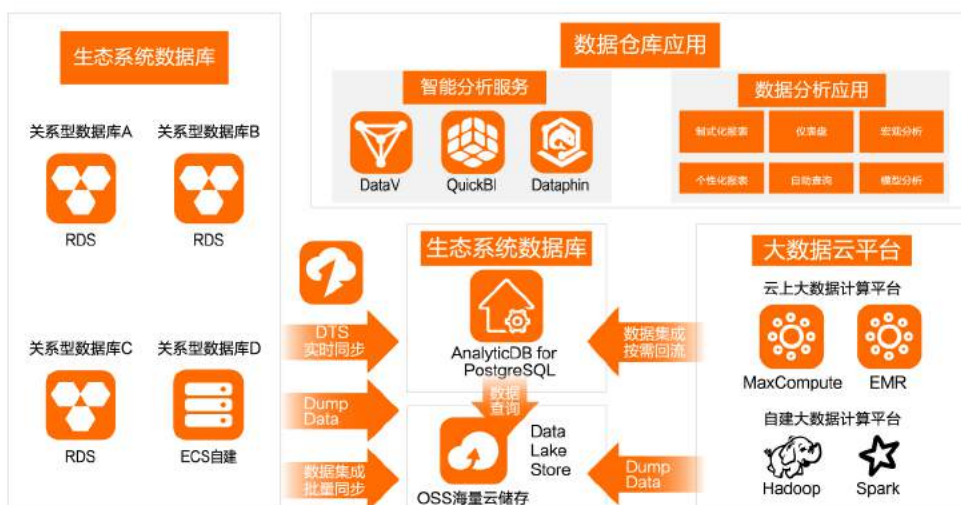 生态系统数据库
关系型数据库A
关系型数据库B
RDS
RDS
关系型数据库C
关系型数据库D
RDS
ECS自建
数据仓库应用
智能分析服务
DataV
QuickBI
Dataphin
数据分析应用
制式化报表
仪表盘
宏观分析
个性化报表
自助查询
模型分析
DTS
实时同步
Dump
Data
数据集成
批量同步
生态系统数据库
AnalyticDB for
PostgreSQL
数据
查询
Data
Lake
Store
OSS海量云储存
数据集成
按需回流
Dump
Data
大数据云平台
云上大数据计算平台
MaxCompute
EMR
自建大数据计算平台
Hadoop
Spark